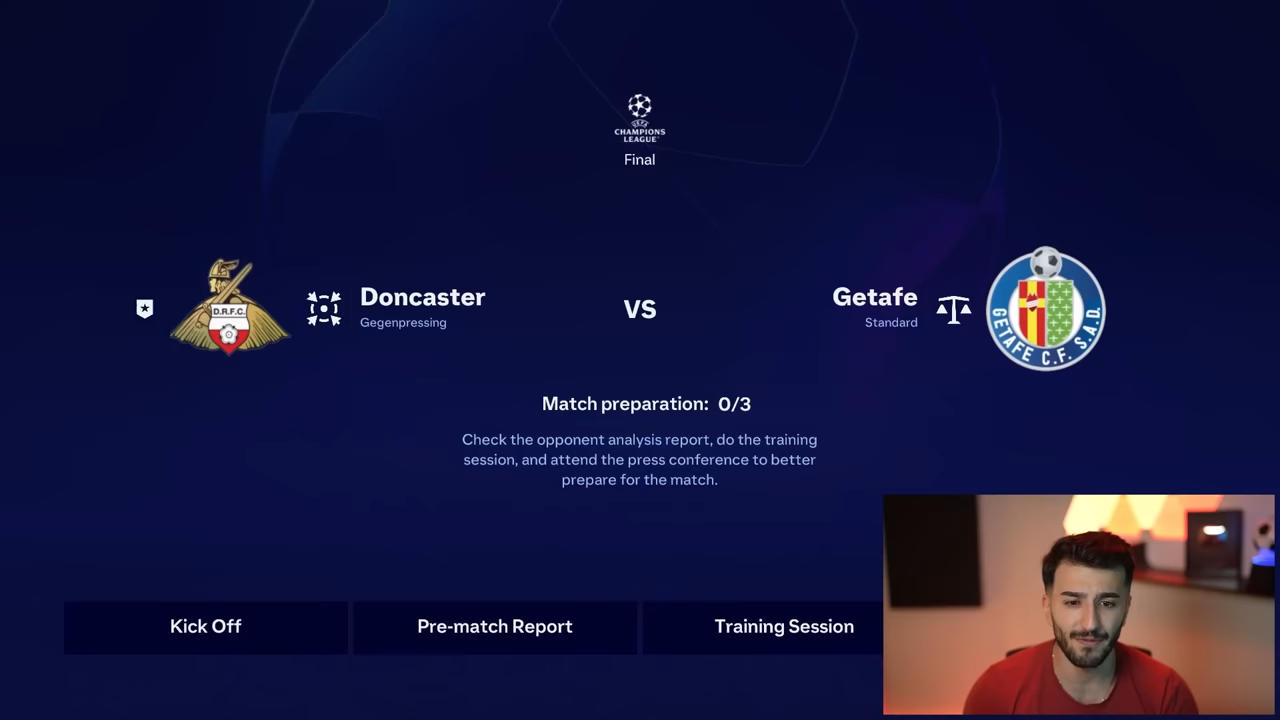 UEFA
CHAMPIONS
LEAGUE
Final
D.R.F.C.
Doncaster
Gegenpressing
VS
Getafe
Standard
GETAFE C.F. S.A.D.
Match preparation: 0/3
Check the opponent analysis report, do the training
session, and attend the press conference to better
prepare for the match.
Kick Off
Pre-match Report
Training Session